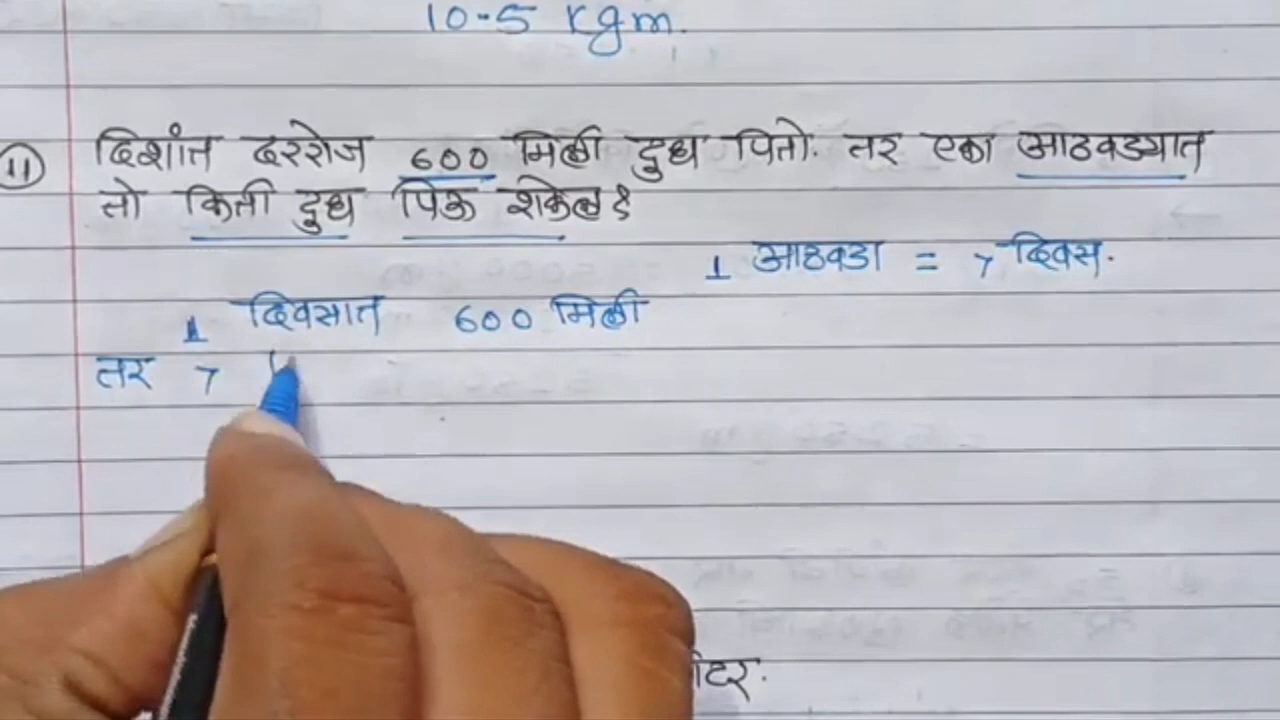 10.5 kgm.
11 दिशांत दररोज 600 मिली दुध पितो. तर एका आठवड्यात
तो किती दुध पिऊ शकेल?
1 आठवडा = 7 दिवस.
1 दिवसात 600 मिली
तर 7